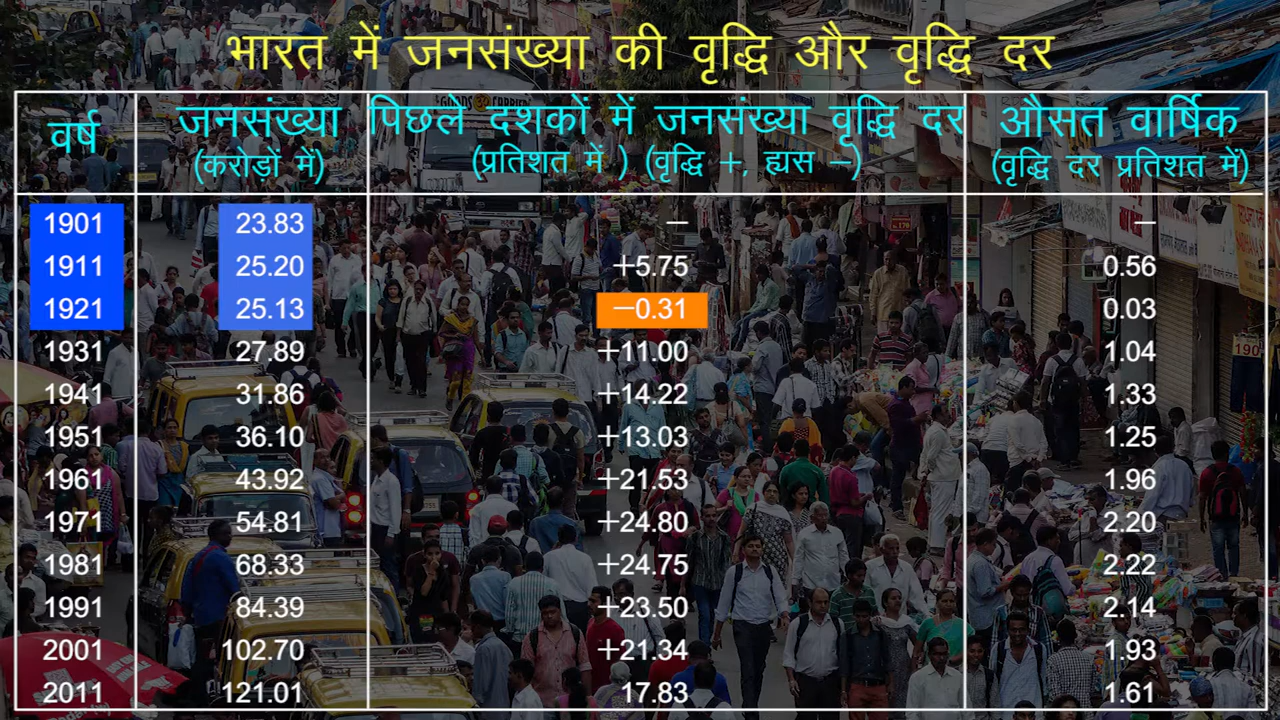 भारत में जनसंख्या की वृद्धि और वृद्धि दर
वर्ष जनसंख्या (करोड़ों में) पिछले दशकों में जनसंख्या वृद्धि दर (प्रतिशत में ) (वृद्धि +, ह्यस –) औसत वार्षिक (वृद्धि दर प्रतिशत में)
1901 23.83 – –
1911 25.20 +5.75 0.56
1921 25.13 –0.31 0.03
1931 27.89 +11.00 1.04
1941 31.86 +14.22 1.33
1951 36.10 +13.03 1.25
1961 43.92 +21.53 1.96
1971 54.81 +24.80 2.20
1981 68.33 +24.75 2.22
1991 84.39 +23.50 2.14
2001 102.70 +21.34 1.93
2011 121.01 17.83 1.61
GOODS CARRIER
190